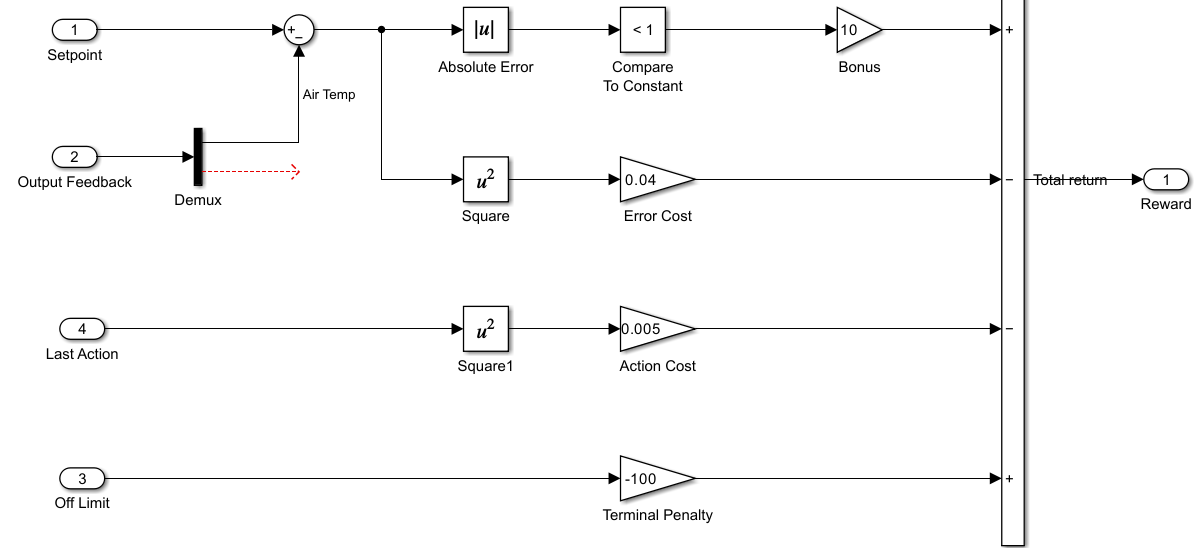 1
Setpoint
+
−
|u|
Absolute Error
< 1
Compare
To Constant
10
Bonus
+
Air Temp
2
Output Feedback
Demux
u²
Square
0.04
Error Cost
−
Total return
1
Reward
4
Last Action
u²
Square1
0.005
Action Cost
−
3
Off Limit
-100
Terminal Penalty
+